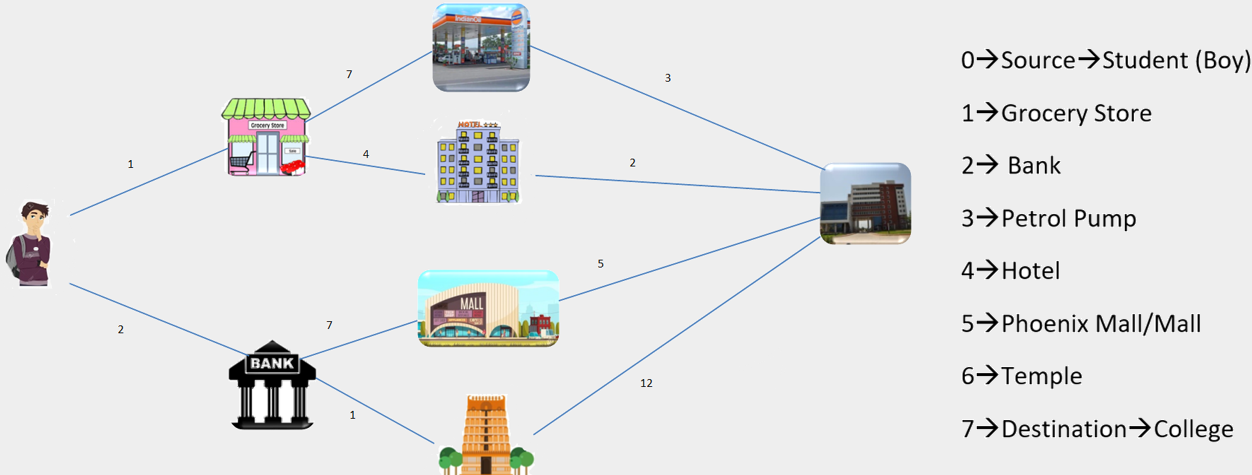 IndianOil
7
3
0→Source→Student (Boy)
1→Grocery Store
Grocery Store
HOTEL
1
4
2
2→ Bank
3→Petrol Pump
4→Hotel
5
MALL
2
7
5→Phoenix Mall/Mall
BANK
12
6→Temple
1
7→Destination→College